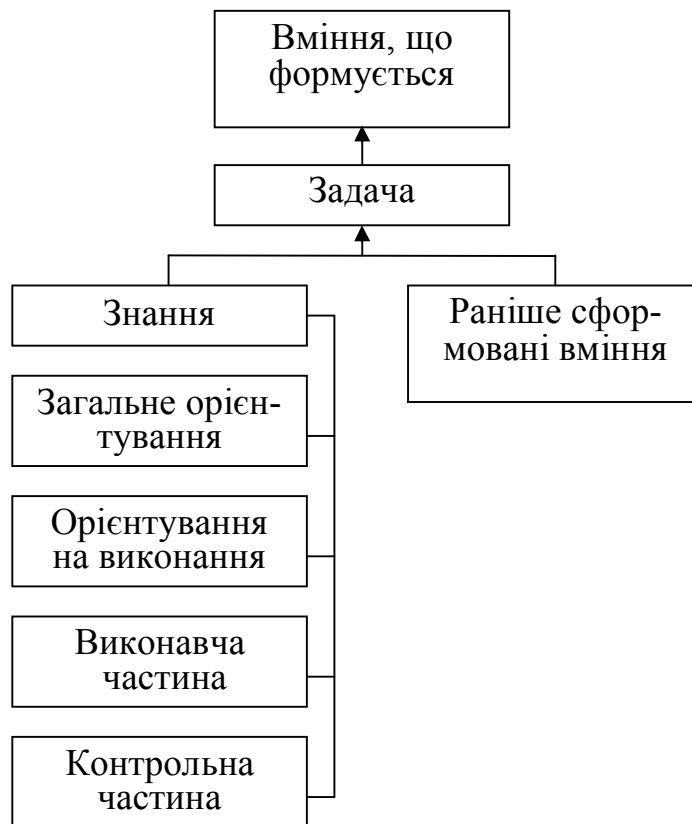 Вміння, що
формується
Задача
Знання
Раніше сфор-
мовані вміння
Загальне орієн-
тування
Орієнтування
на виконання
Виконавча
частина
Контрольна
частина